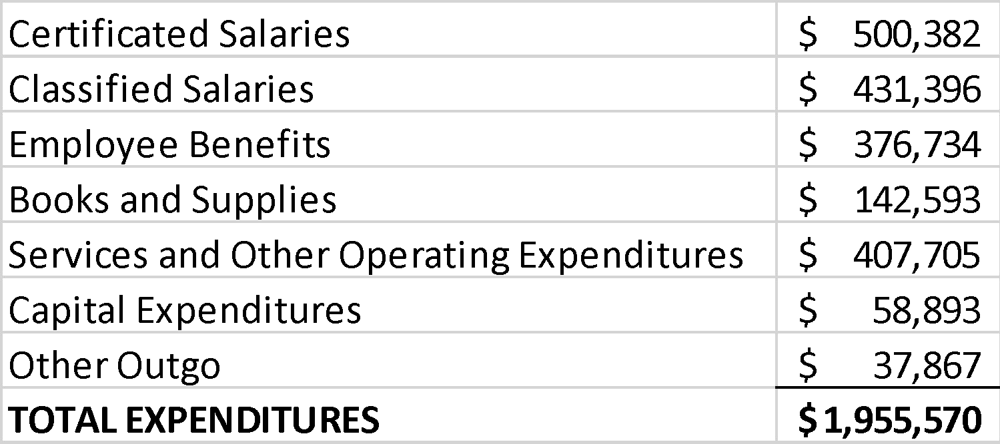 Certificated Salaries $ 500,382
Classified Salaries $ 431,396
Employee Benefits $ 376,734
Books and Supplies $ 142,593
Services and Other Operating Expenditures $ 407,705
Capital Expenditures $ 58,893
Other Outgo $ 37,867
TOTAL EXPENDITURES $ 1,955,570